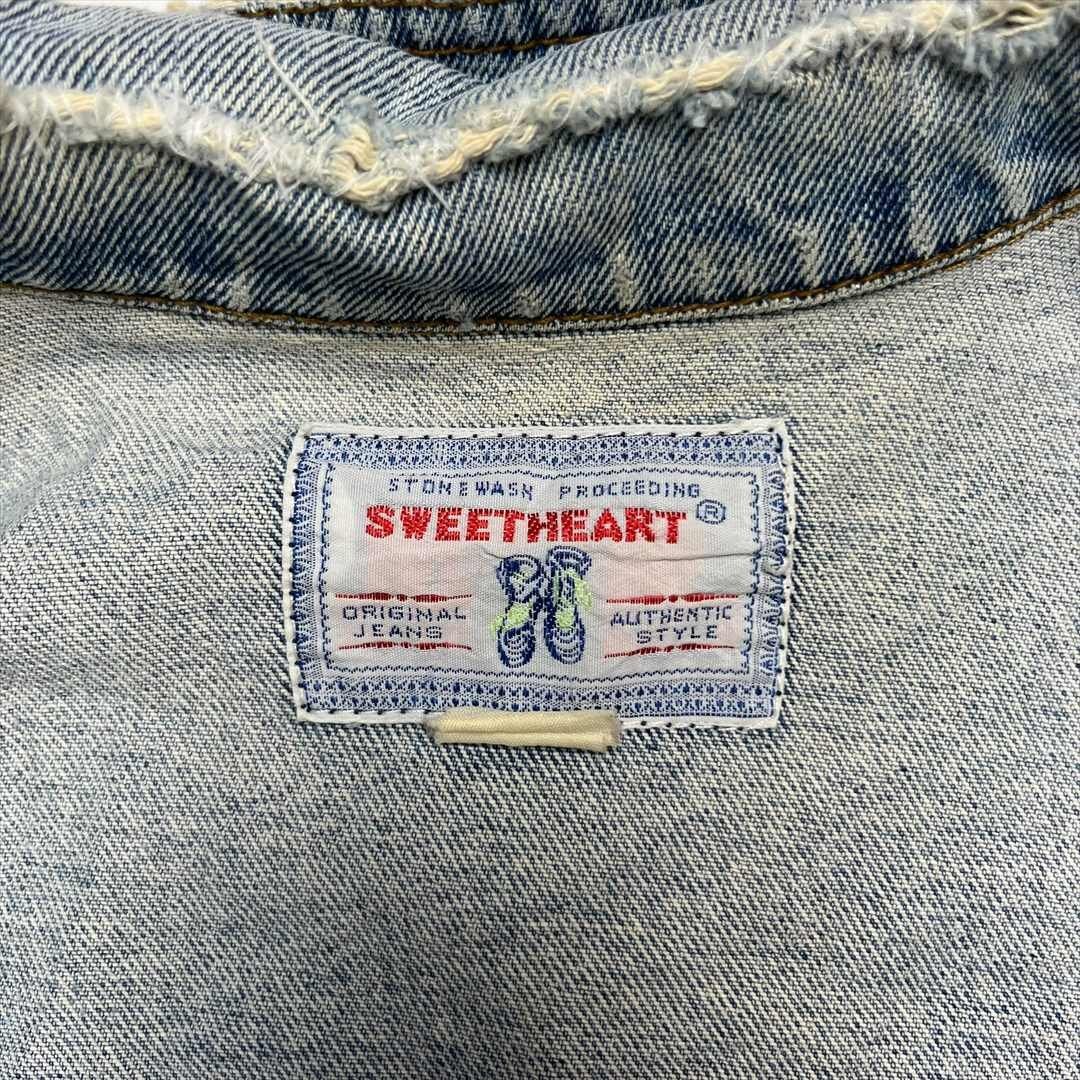 STONEWASH PROCEEDING
SWEETHEART®
ORIGINAL
JEANS
AUTHENTIC
STYLE